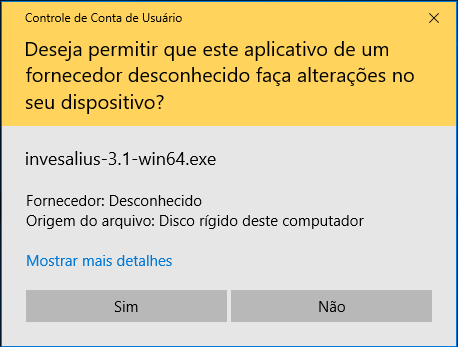 Controle de Conta de Usuário
Deseja permitir que este aplicativo de um
fornecedor desconhecido faça alterações no
seu dispositivo?
invesalius-3.1-win64.exe
Fornecedor: Desconhecido
Origem do arquivo: Disco rígido deste computador
Mostrar mais detalhes
Sim
Não